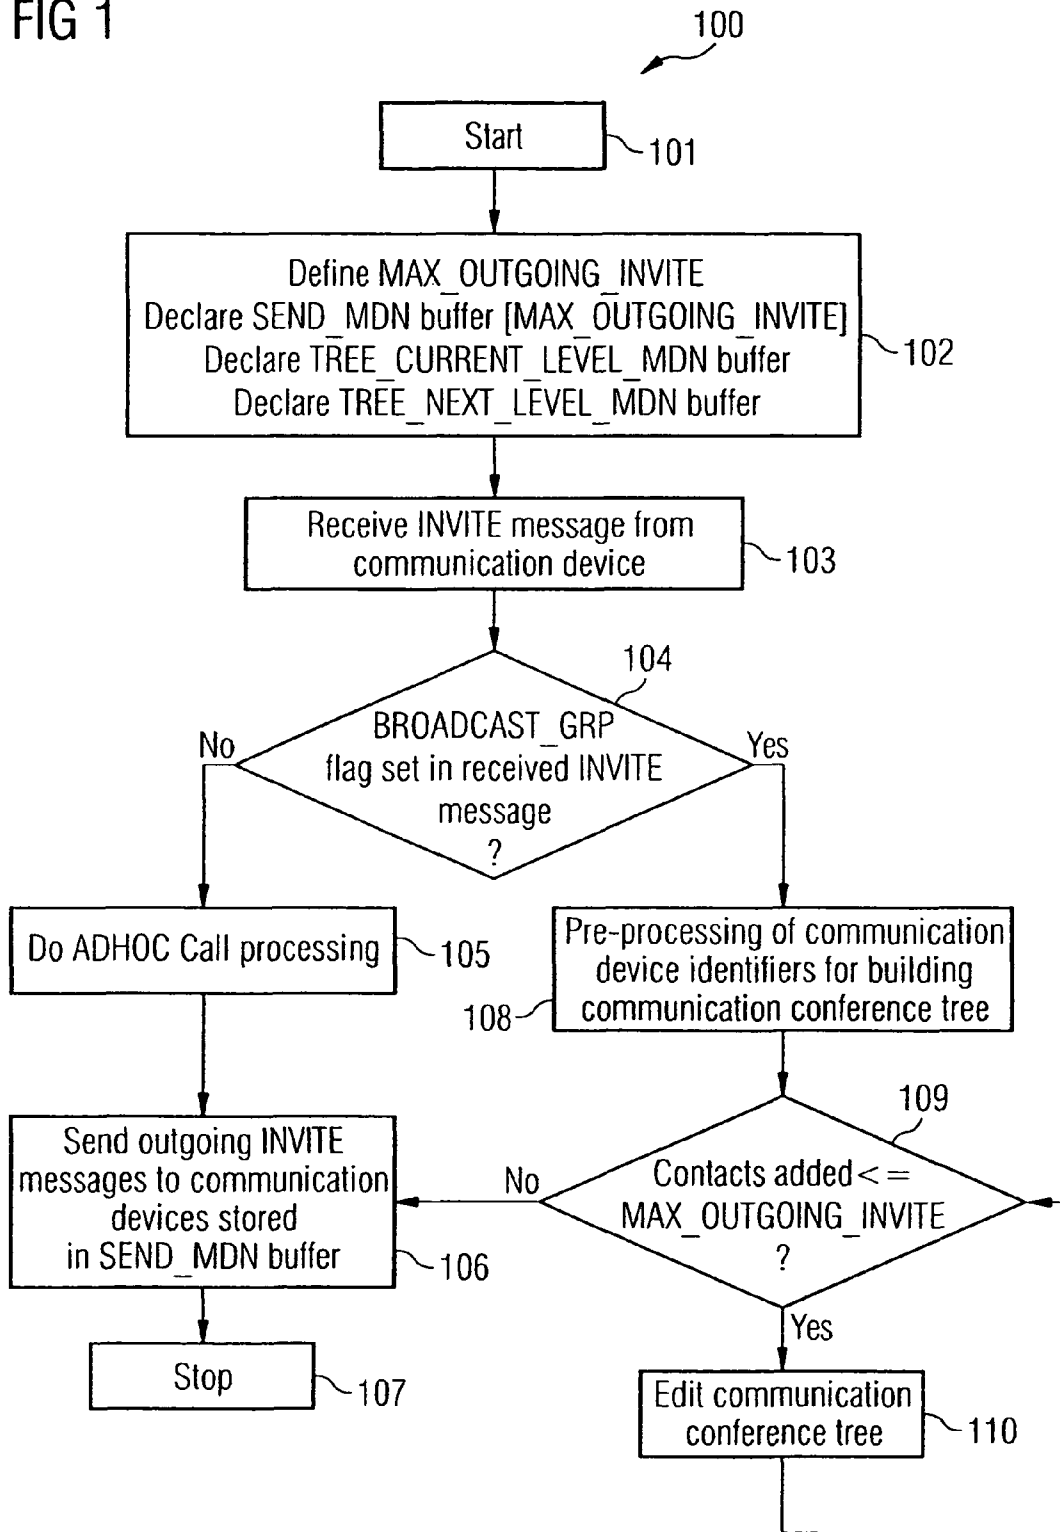 FIG 1
100
Start
101
Define MAX_OUTGOING_INVITE
Declare SEND_MDN buffer [MAX_OUTGOING_INVITE]
Declare TREE_CURRENT_LEVEL_MDN buffer
Declare TREE_NEXT_LEVEL_MDN buffer
102
Receive INVITE message from
communication device
103
104
BROADCAST_GRP
flag set in received INVITE
message
?
No
Yes
Do ADHOC Call processing
105
Pre-processing of communication
device identifiers for building
communication conference tree
108
109
Contacts added<=
MAX_OUTGOING_INVITE
?
No
Yes
Send outgoing INVITE
messages to communication
devices stored
in SEND_MDN buffer
106
Stop
107
Edit communication
conference tree
110